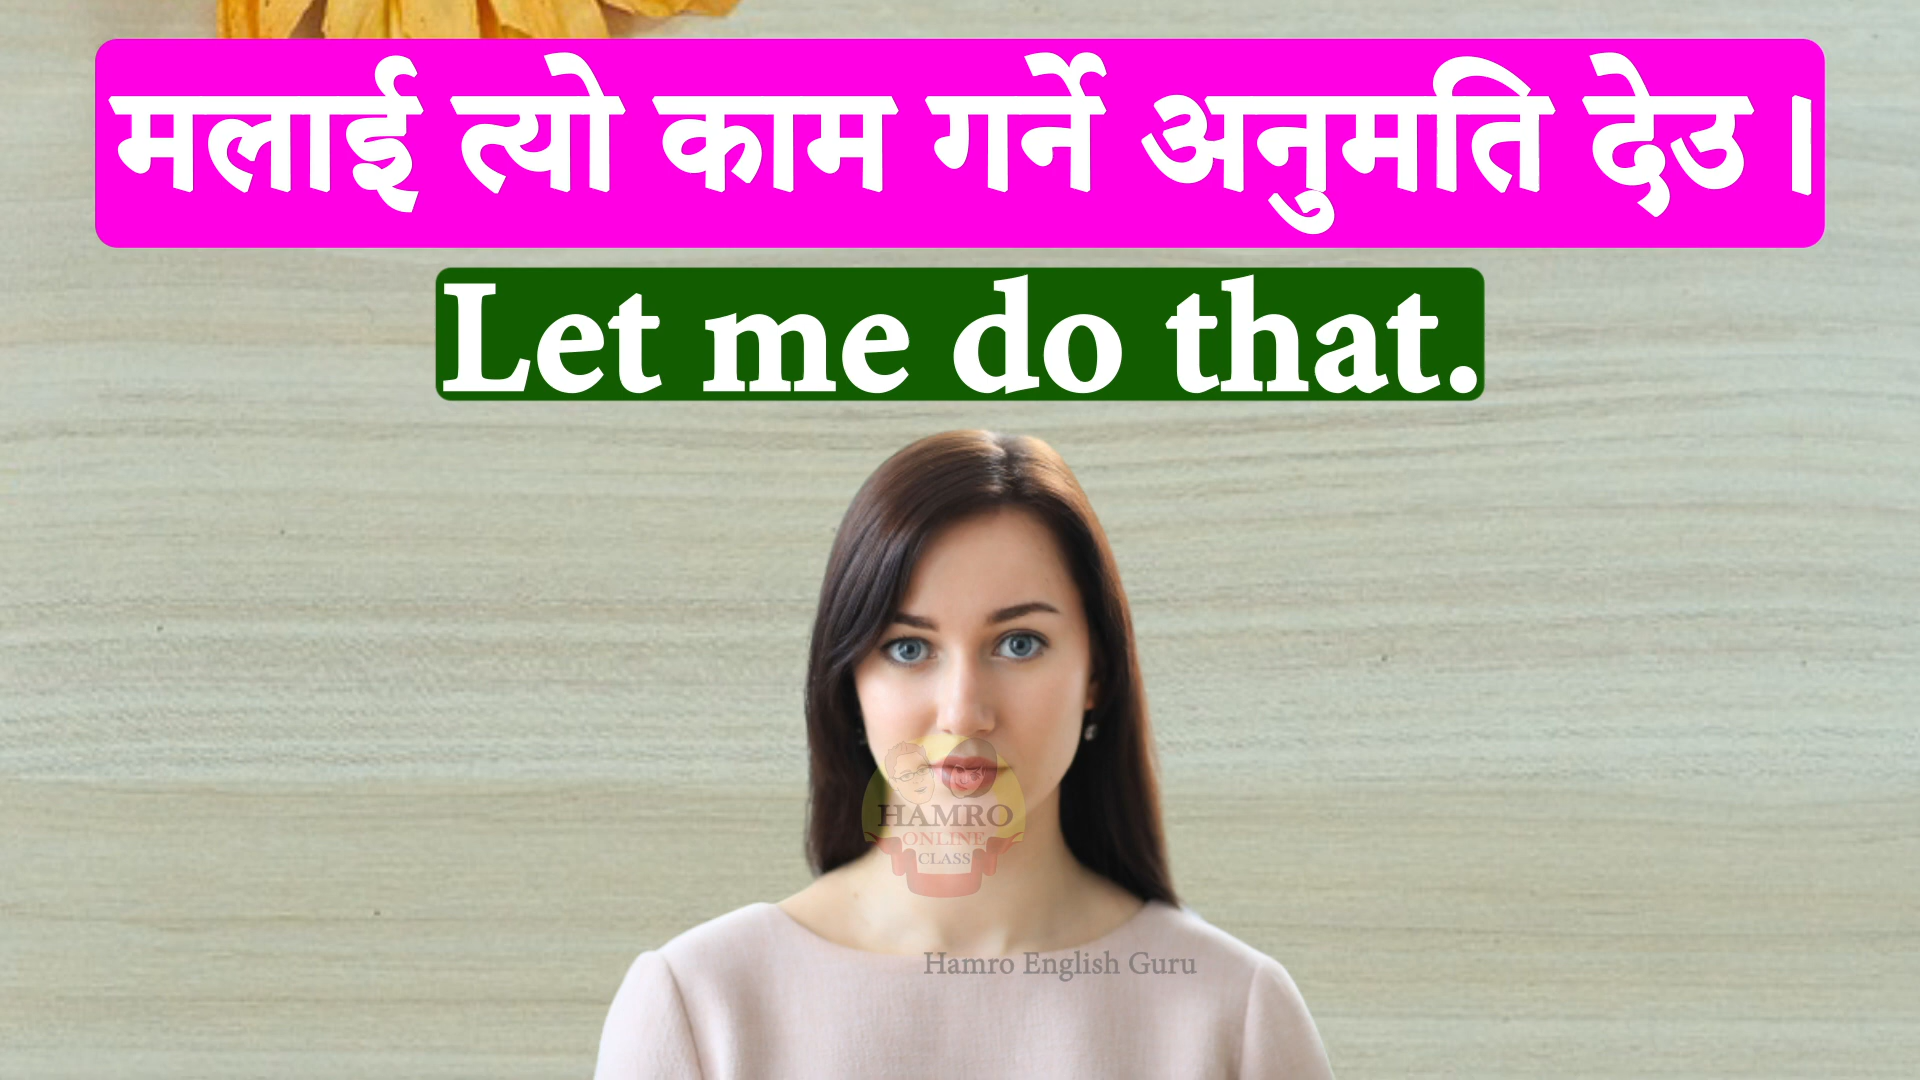 मलाई त्यो काम गर्ने अनुमति देउ ।
Let me do that.
HAMRO
ONLINE
CLASS
Hamro English Guru